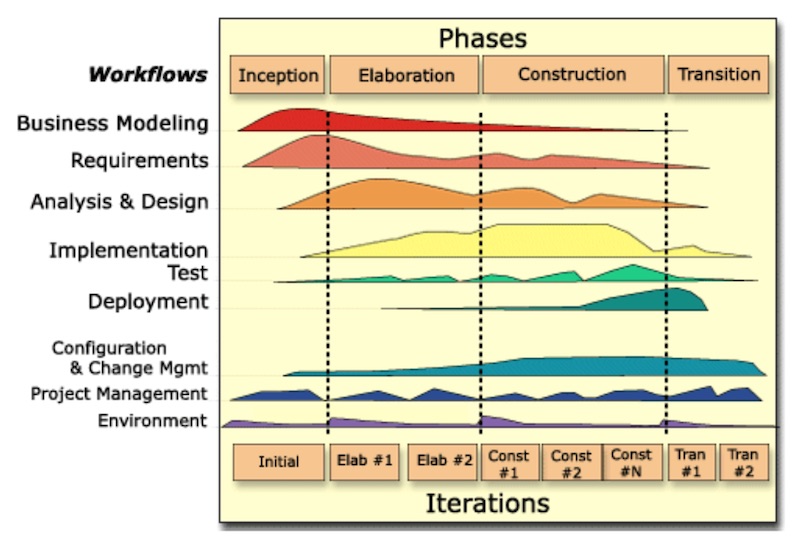 Phases
Workflows
Inception
Elaboration
Construction
Transition
Business Modeling
Requirements
Analysis & Design
Implementation
Test
Deployment
Configuration
& Change Mgmt
Project Management
Environment
Initial
Elab #1
Elab #2
Const
#1
Const
#2
Const
#N
Tran
#1
Tran
#2
Iterations